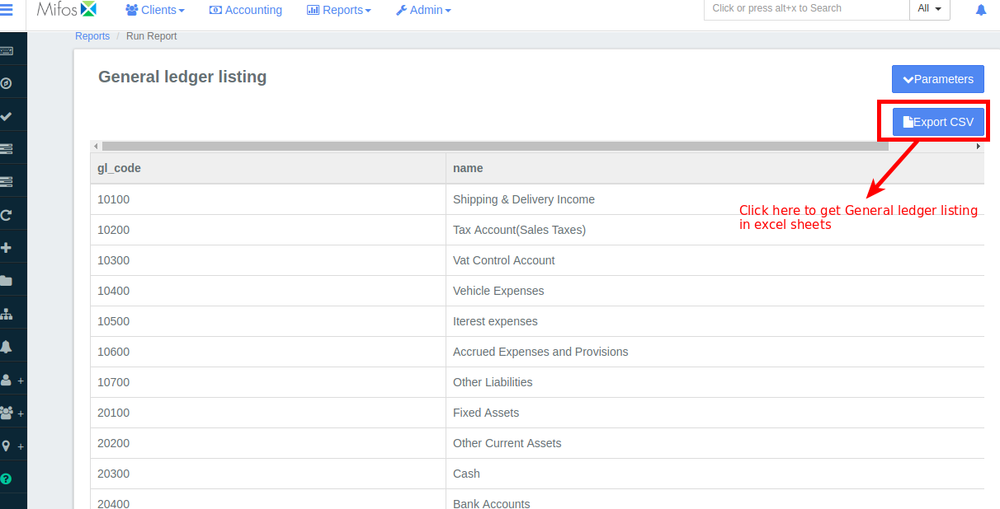 Mifos Clients Accounting Reports Admin Click or press alt+x to Search All
Reports / Run Report
General ledger listing
Parameters
Export CSV
gl_code name
10100 Shipping & Delivery Income
Click here to get General ledger listing
in excel sheets
10200 Tax Account(Sales Taxes)
10300 Vat Control Account
10400 Vehicle Expenses
10500 Iterest expenses
10600 Accrued Expenses and Provisions
10700 Other Liabilities
+
20100 Fixed Assets
+
20200 Other Current Assets
+
20300 Cash
20400 Bank Accounts